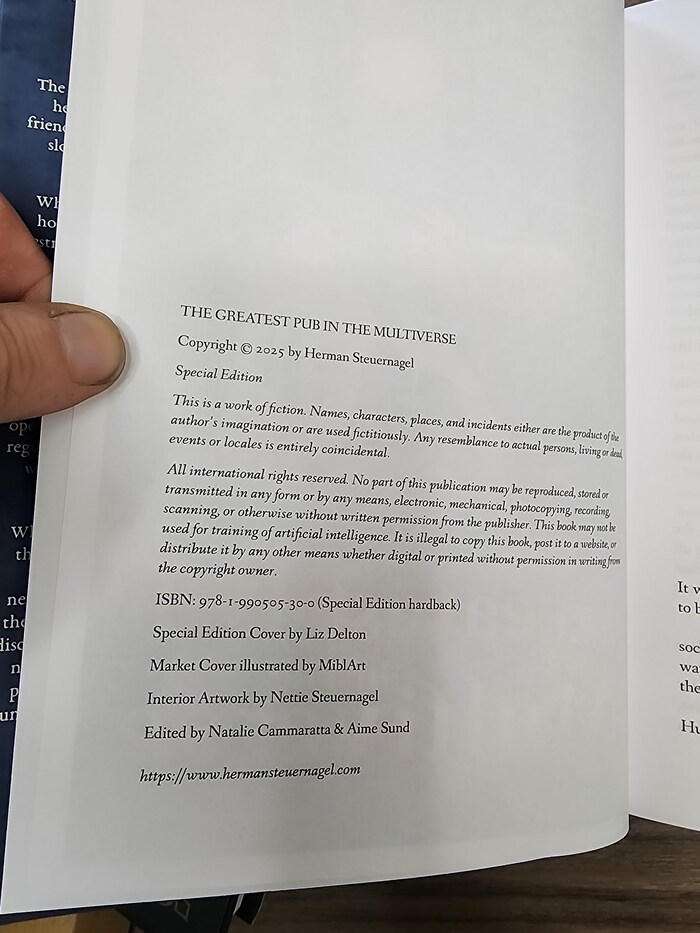 THE GREATEST PUB IN THE MULTIVERSE
Copyright © 2025 by Herman Steuernagel
Special Edition
This is a work of fiction. Names, characters, places, and incidents either are the product of the
author's imagination or are used fictitiously. Any resemblance to actual persons, living or dead,
events or locales is entirely coincidental.
All international rights reserved. No part of this publication may be reproduced, stored or
transmitted in any form or by any means, electronic, mechanical, photocopying, recording,
scanning, or otherwise without written permission from the publisher. This book may not be
used for training of artificial intelligence. It is illegal to copy this book, post it to a website, or
distribute it by any other means whether digital or printed without permission in writing from
the copyright owner.
ISBN: 978-1-990505-30-0 (Special Edition hardback)
Special Edition Cover by Liz Delton
Market Cover illustrated by MiblArt
Interior Artwork by Nettie Steuernagel
Edited by Natalie Cammaratta & Aime Sund
https://www.hermansteuernagel.com
The
It w
to b
soc
wa
the
Hu